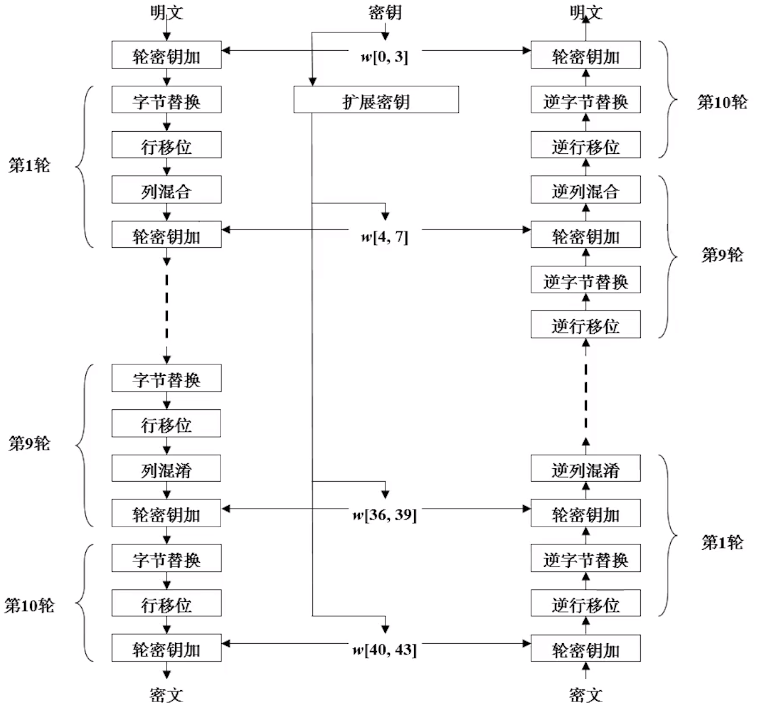 明文
密钥
明文
轮密钥加
w[0, 3]
轮密钥加
字节替换
扩展密钥
逆字节替换
第10轮
行移位
逆行移位
第1轮
列混合
逆列混合
轮密钥加
w[4, 7]
轮密钥加
第9轮
逆字节替换
逆行移位
字节替换
行移位
第9轮
列混淆
逆列混淆
轮密钥加
w[36, 39]
轮密钥加
第1轮
字节替换
逆字节替换
第10轮
行移位
逆行移位
轮密钥加
w[40, 43]
轮密钥加
密文
密文